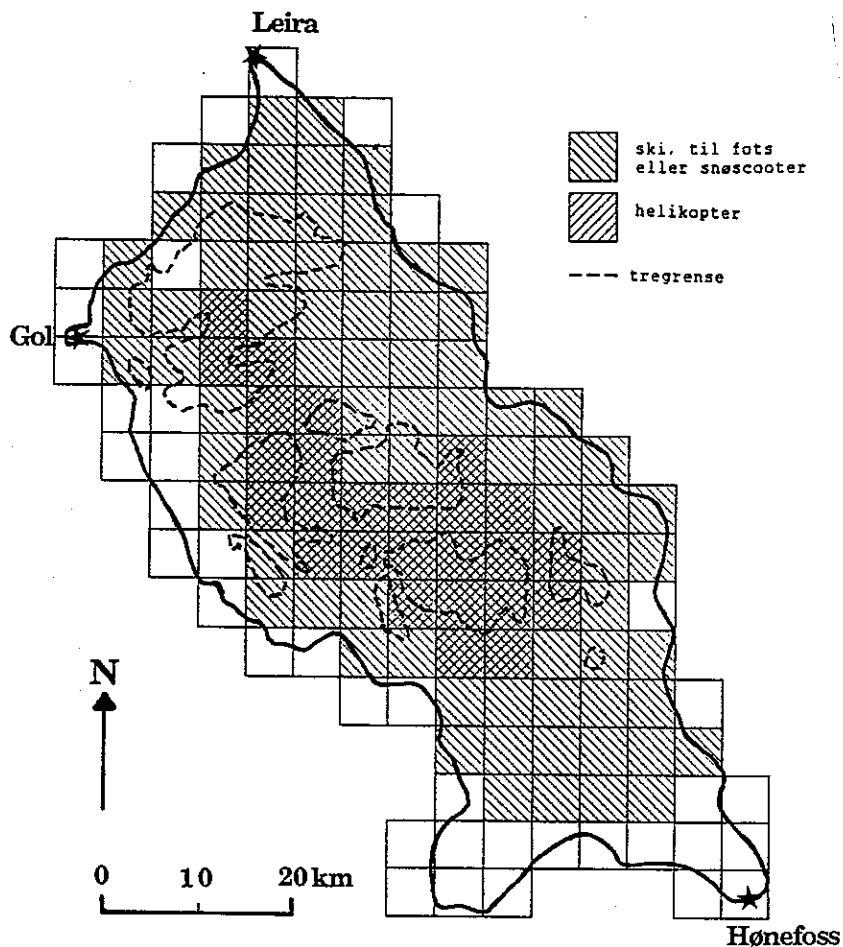 Leira
ski, til fots
eller snøscooter
helikopter
tregrense
Gol
N
0 10 20 km
Hønefoss